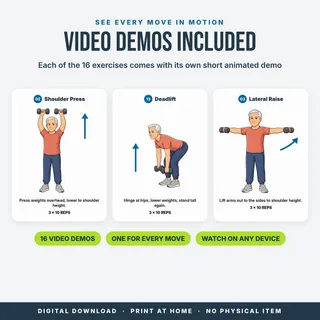 SEE EVERY MOVE IN MOTION
VIDEO DEMOS INCLUDED
Each of the 16 exercises comes with its own short animated demo
Shoulder Press
Press weights overhead, lower to shoulder
height.
3 × 10 REPS
Deadlift
Hinge at hips, lower weights, stand tall
again.
3 × 10 REPS
Lateral Raise
Lift arms out to the sides to shoulder height.
3 × 10 REPS
16 VIDEO DEMOS
ONE FOR EVERY MOVE
WATCH ON ANY DEVICE
DIGITAL DOWNLOAD · PRINT AT HOME · NO PHYSICAL ITEM